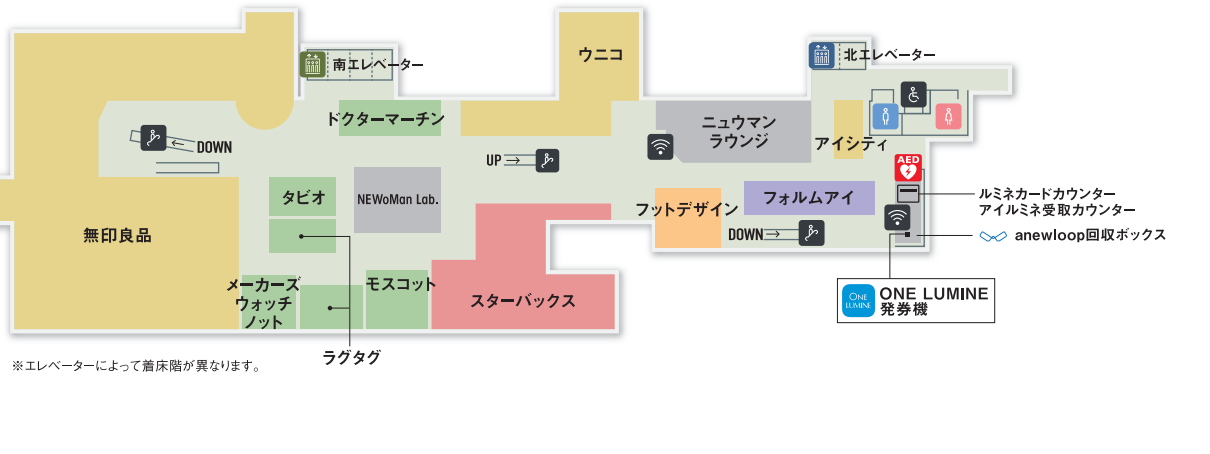 ウニコ
南エレベーター
北エレベーター
ドクターマーチン
ニュウマン
ラウンジ
アイシティ
DOWN
UP
AED
タビオ
NEWoMan Lab.
フットデザイン
フォルムアイ
ルミネカードカウンター
アイルミネ受取カウンター
無印良品
DOWN
anewloop回収ボックス
メーカーズ
ウォッチ
ノット
モスコット
スターバックス
ONE
LUMINE
ONE LUMINE
発券機
ラグタグ
※エレベーターによって着床階が異なります。